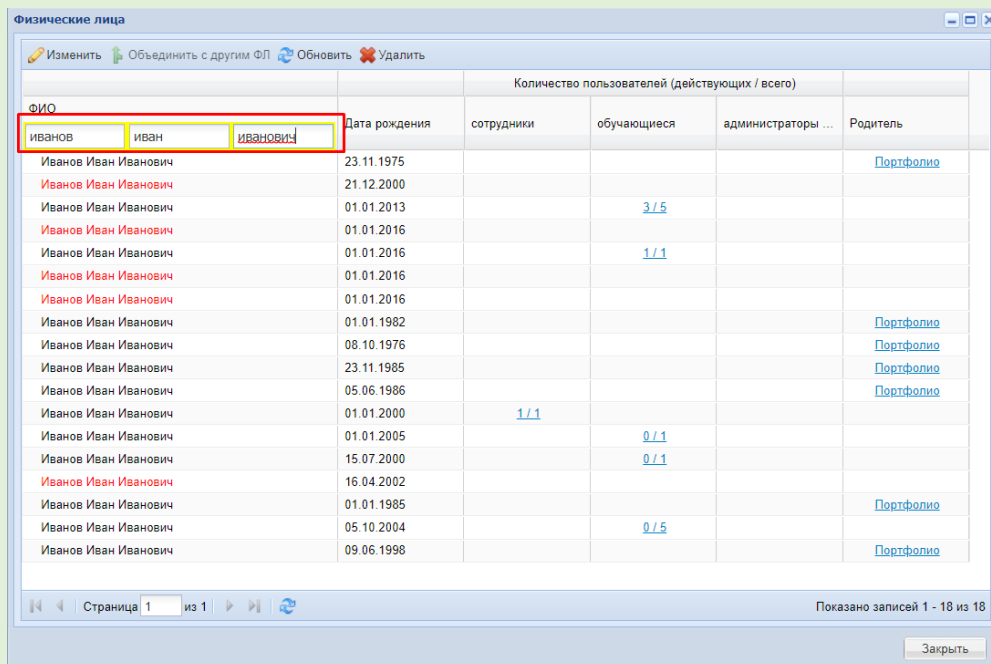 Физические лица
Изменить Объединить с другим ФЛ Обновить Удалить
Количество пользователей (действующих / всего)
ФИО
Дата рождения сотрудники обучающиеся администраторы ... Родитель
иванов иван иванович
Иванов Иван Иванович 23.11.1975 Портфолио
Иванов Иван Иванович 21.12.2000
Иванов Иван Иванович 01.01.2013 3 / 5
Иванов Иван Иванович 01.01.2016
Иванов Иван Иванович 01.01.2016 1 / 1
Иванов Иван Иванович 01.01.2016
Иванов Иван Иванович 01.01.2016
Иванов Иван Иванович 01.01.1982 Портфолио
Иванов Иван Иванович 08.10.1976 Портфолио
Иванов Иван Иванович 23.11.1985 Портфолио
Иванов Иван Иванович 05.06.1986 Портфолио
Иванов Иван Иванович 01.01.2000 1 / 1
Иванов Иван Иванович 01.01.2005 0 / 1
Иванов Иван Иванович 15.07.2000 0 / 1
Иванов Иван Иванович 16.04.2002
Иванов Иван Иванович 01.01.1985 Портфолио
Иванов Иван Иванович 05.10.2004 0 / 5
Иванов Иван Иванович 09.06.1998 Портфолио
Страница 1 из 1 Показано записей 1 - 18 из 18
Закрыть